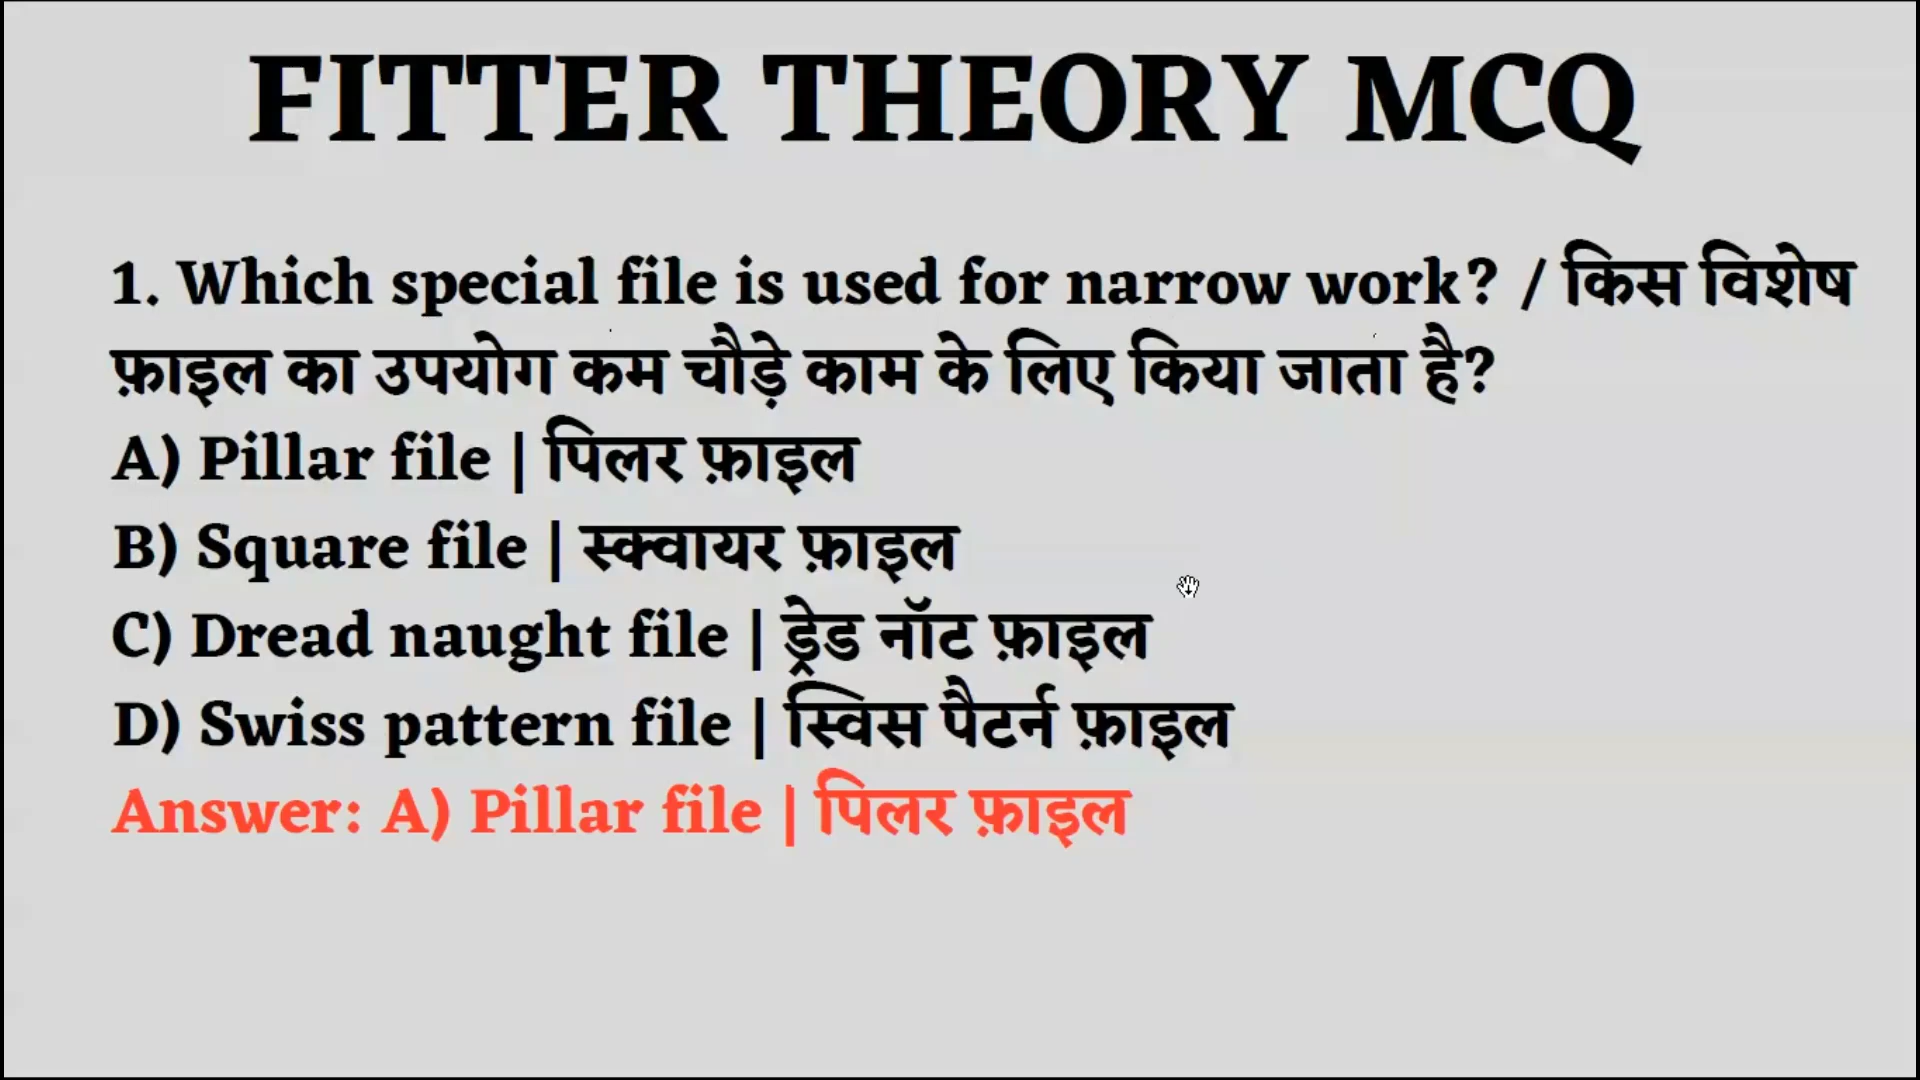 FITTER THEORY MCQ
1. Which special file is used for narrow work? / किस विशेष
फ़ाइल का उपयोग कम चौड़े काम के लिए किया जाता है?
A) Pillar file | पिलर फ़ाइल
B) Square file | स्क्वायर फ़ाइल
C) Dread naught file | ड्रेड नॉट फ़ाइल
D) Swiss pattern file | स्विस पैटर्न फ़ाइल
Answer: A) Pillar file | पिलर फ़ाइल